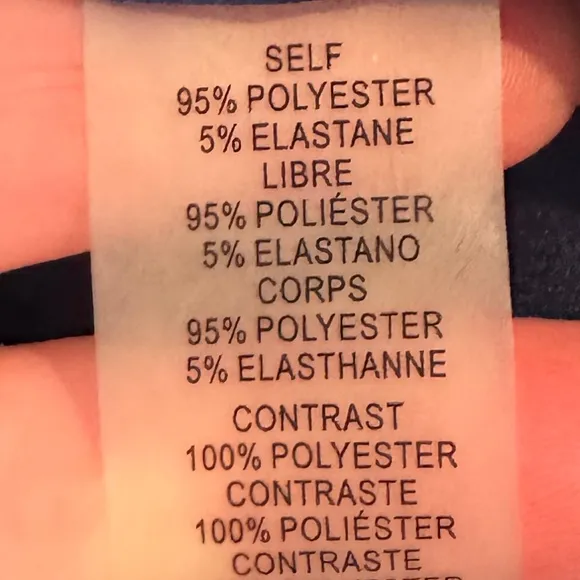 SELF
95% POLYESTER
5% ELASTANE
LIBRE
95% POLIÉSTER
5% ELASTANO
CORPS
95% POLYESTER
5% ELASTHANNE
CONTRAST
100% POLYESTER
CONTRASTE
100% POLIÉSTER
CONTRASTE